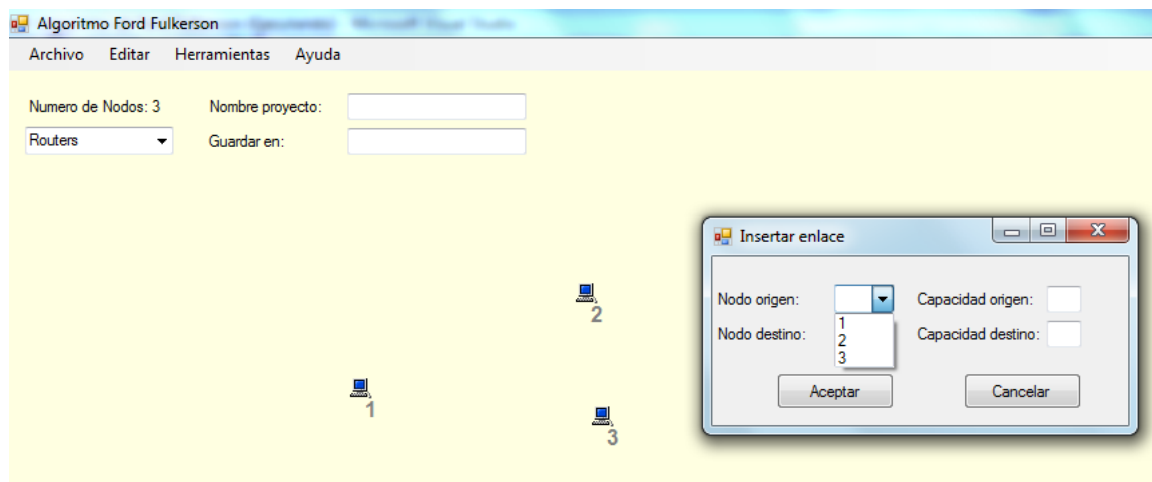 Algoritmo Ford Fulkerson
Archivo Editar Herramientas Ayuda
Numero de Nodos: 3 Nombre proyecto:
Routers Guardar en:
Insertar enlace
Nodo origen: Capacidad origen:
1
Nodo destino: 2 Capacidad destino:
3
Aceptar Cancelar
2
1
3